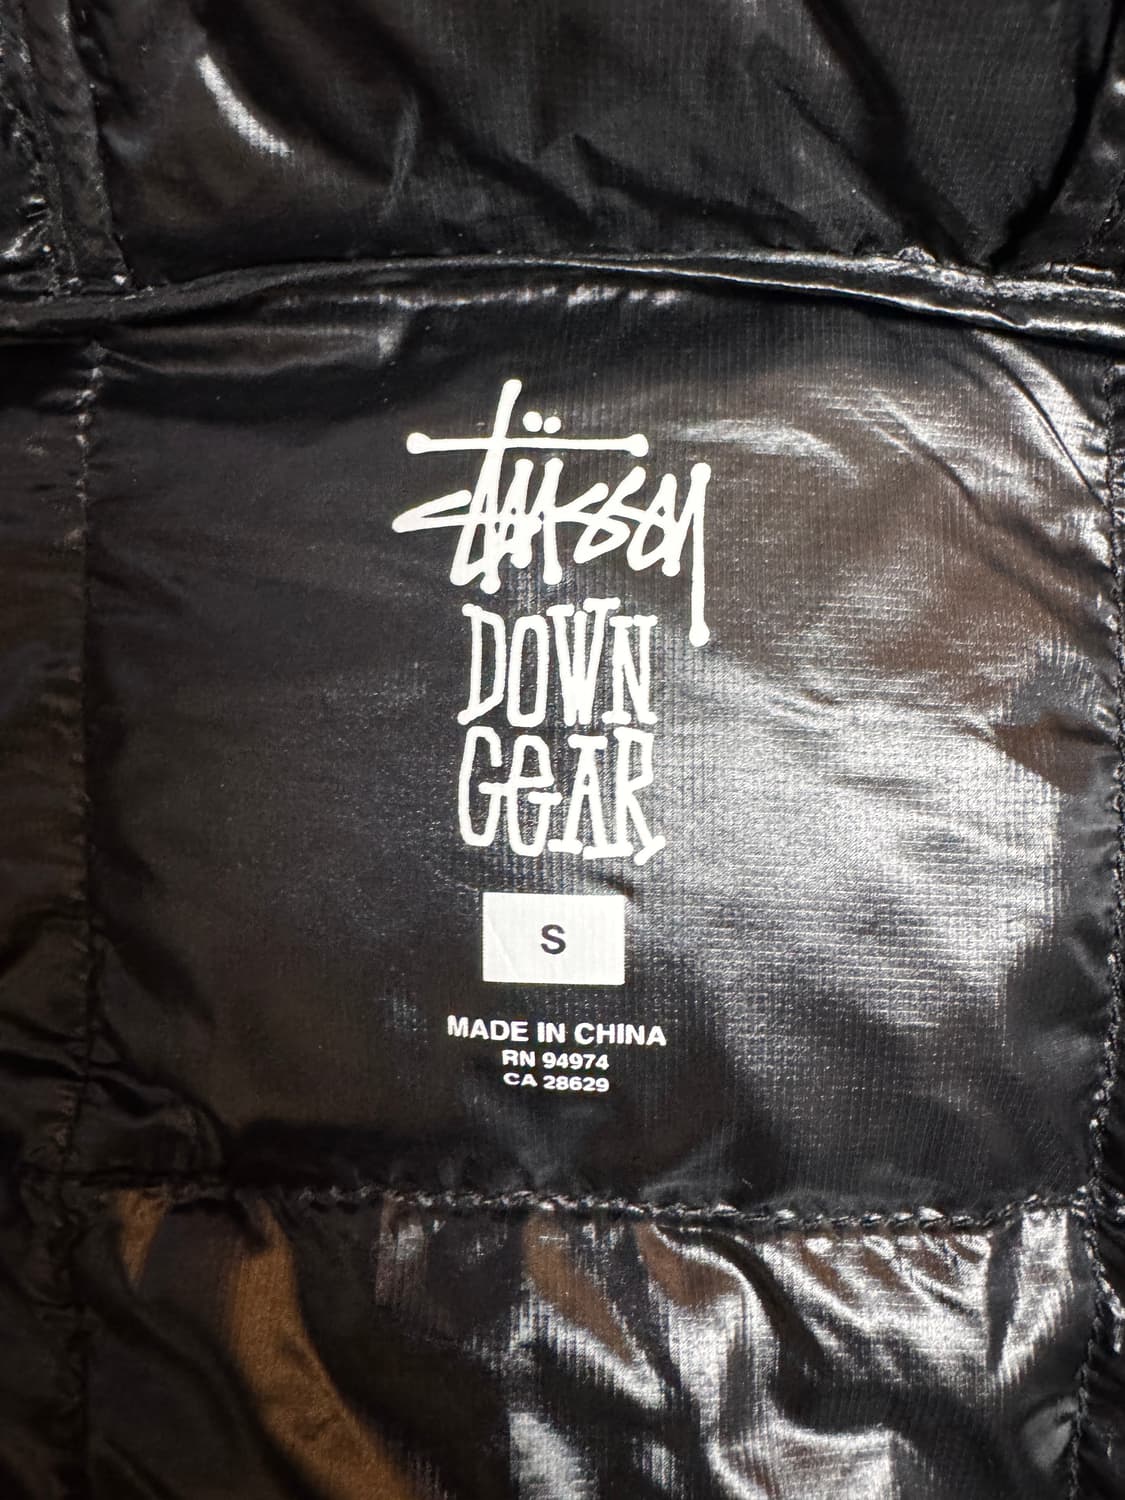 Stüssy
DOWN
GEAR
S
MADE IN CHINA
RN 94974
CA 28629